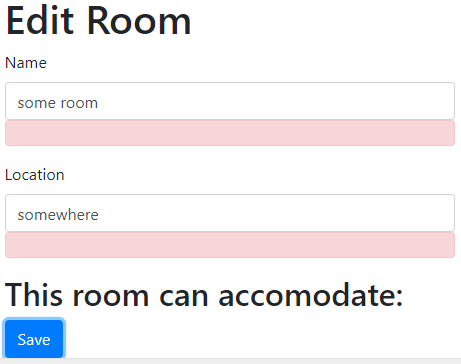 Edit Room
Name
some room
Location
somewhere
This room can accomodate:
Save